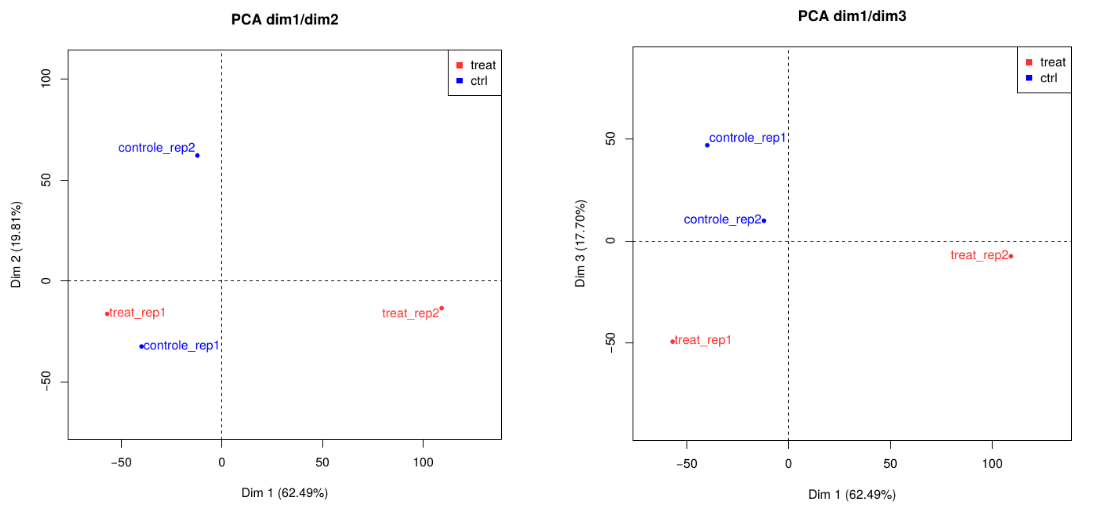 PCA dim1/dim2
treat
ctrl
controle_rep2
treat_rep1
controle_rep1
treat_rep2
100
50
0
−50
Dim 2 (19.81%)
−50
0
50
100
Dim 1 (62.49%)
PCA dim1/dim3
treat
ctrl
controle_rep1
controle_rep2
treat_rep2
treat_rep1
50
0
−50
Dim 3 (17.70%)
−50
0
50
100
Dim 1 (62.49%)